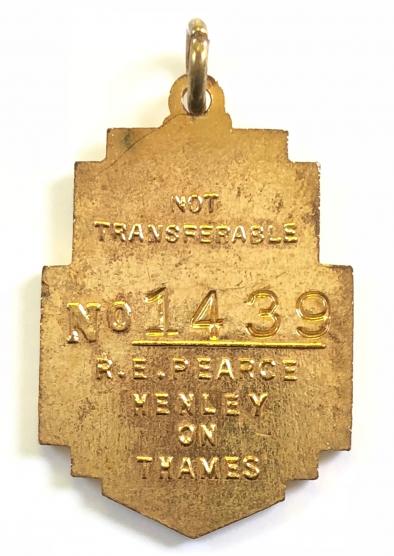 NOT
TRANSFERABLE
No 1439
R.E.PEARCE
HENLEY
ON
THAMES